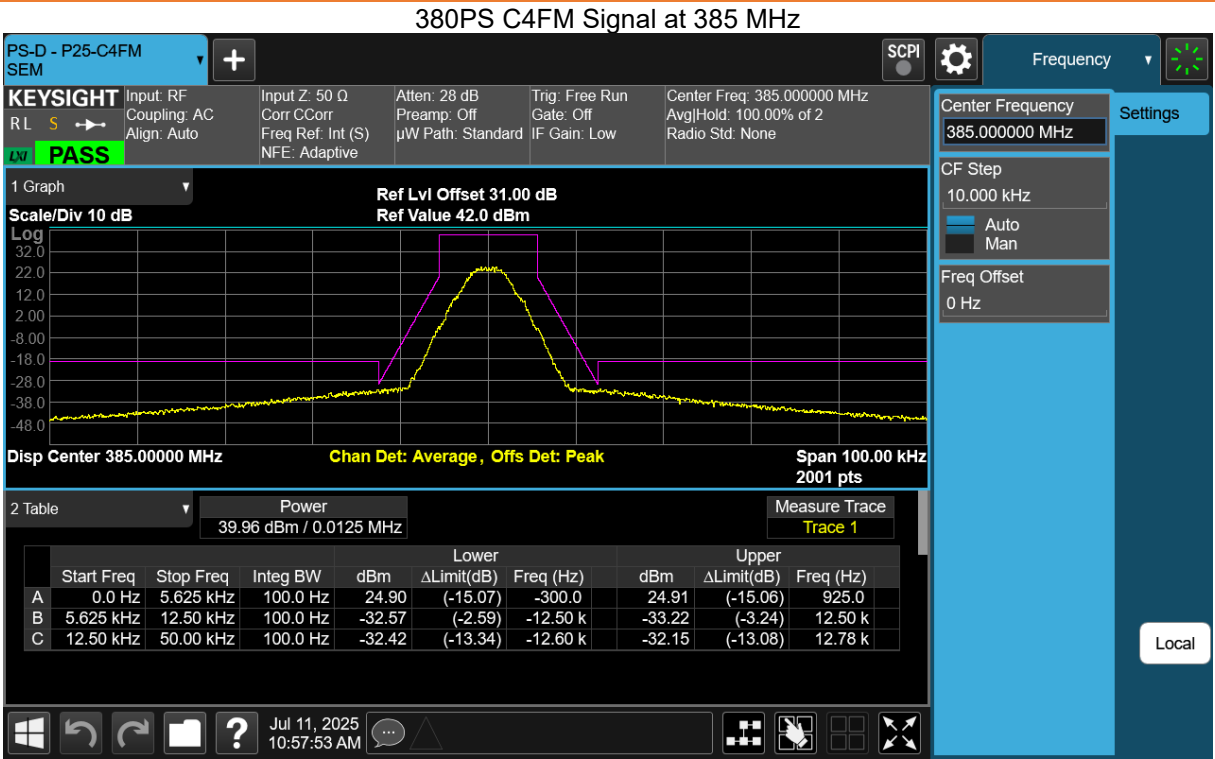 380PS C4FM Signal at 385 MHz
PS-D - P25-C4FM
SEM
SCPI
Frequency
KEYSIGHT
R L S
LXI PASS
Input: RF
Coupling: AC
Align: Auto
Input Z: 50 Ω
Corr CCorr
Freq Ref: Int (S)
NFE: Adaptive
Atten: 28 dB
Preamp: Off
µW Path: Standard
Trig: Free Run
Gate: Off
IF Gain: Low
Center Freq: 385.000000 MHz
Avg|Hold: 100.00% of 2
Radio Std: None
Center Frequency
385.000000 MHz
Settings
CF Step
10.000 kHz
Auto
Man
Freq Offset
0 Hz
1 Graph
Scale/Div 10 dB
Ref Lvl Offset 31.00 dB
Ref Value 42.0 dBm
Log
32.0
22.0
12.0
2.00
-8.00
-18.0
-28.0
-38.0
-48.0
Disp Center 385.00000 MHz
Chan Det: Average , Offs Det: Peak
Span 100.00 kHz
2001 pts
2 Table
Power
39.96 dBm / 0.0125 MHz
Measure Trace
Trace 1
Lower Upper
Start Freq Stop Freq Integ BW dBm ∆Limit(dB) Freq (Hz) dBm ∆Limit(dB) Freq (Hz)
A 0.0 Hz 5.625 kHz 100.0 Hz 24.90 (-15.07) -300.0 24.91 (-15.06) 925.0
B 5.625 kHz 12.50 kHz 100.0 Hz -32.57 (-2.59) -12.50 k -33.22 (-3.24) 12.50 k
C 12.50 kHz 50.00 kHz 100.0 Hz -32.42 (-13.34) -12.60 k -32.15 (-13.08) 12.78 k
Local
?
Jul 11, 2025
10:57:53 AM